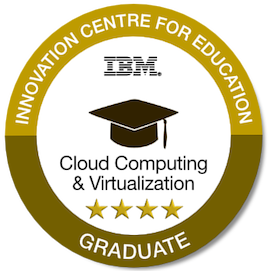 INNOVATION CENTRE FOR EDUCATION
IBM.
Cloud Computing
& Virtualization
GRADUATE